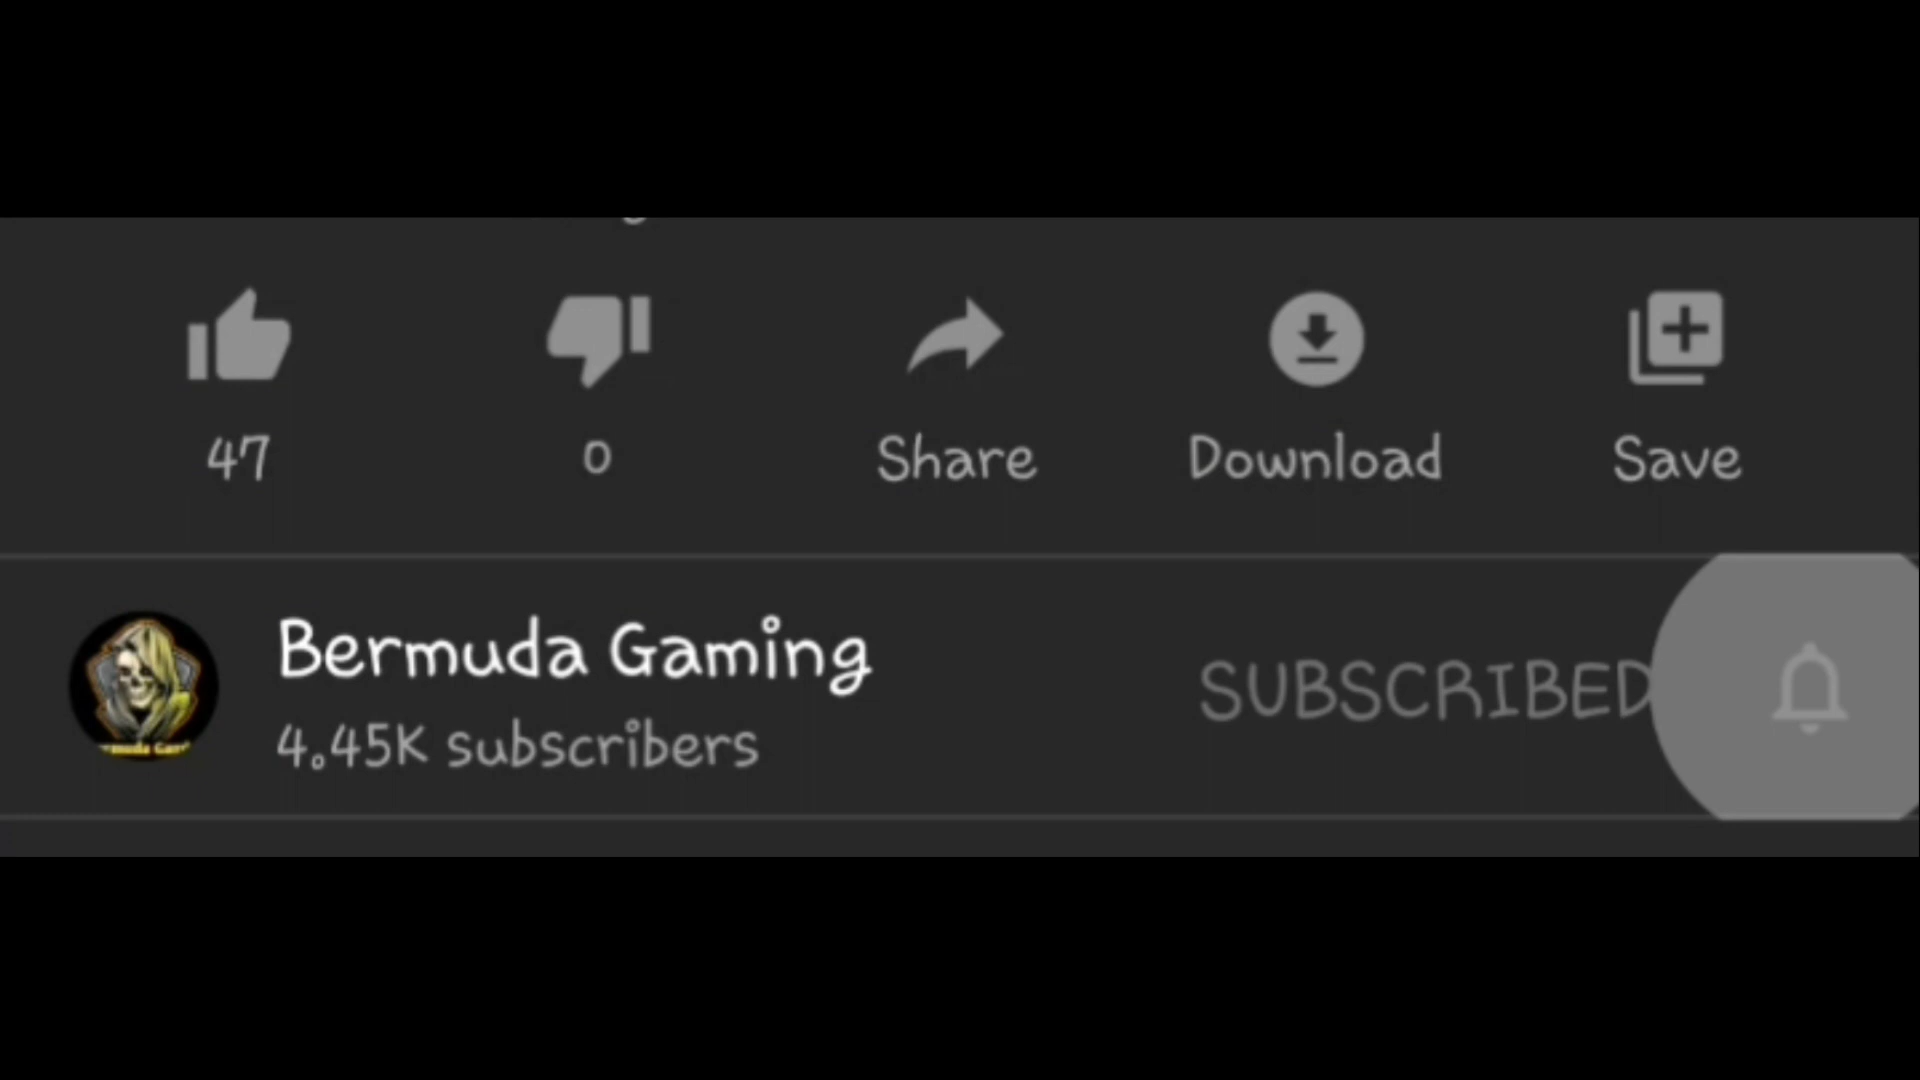 47
0
Share
Download
Save
Bermuda Gaming
SUBSCRIBED
4.45K subscribers